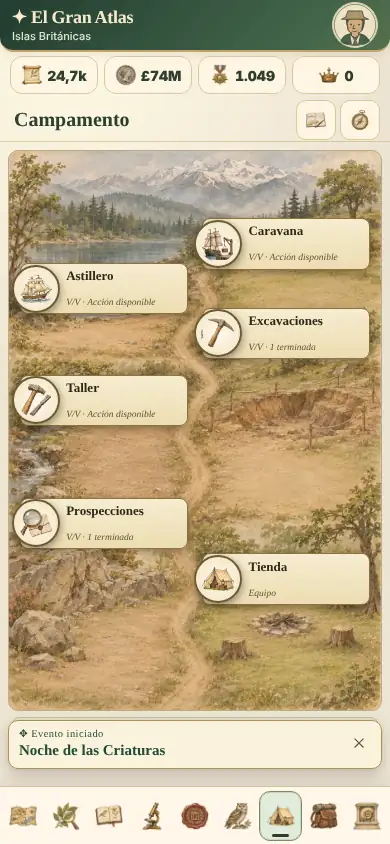 ✦ El Gran Atlas
Islas Británicas
24,7k
£74M
1.049
0
Campamento
Caravana
V/V · Acción disponible
Astillero
V/V · Acción disponible
Excavaciones
V/V · 1 terminada
Taller
V/V · Acción disponible
Prospecciones
V/V · 1 terminada
Tienda
Equipo
✥ Evento iniciado
Noche de las Criaturas